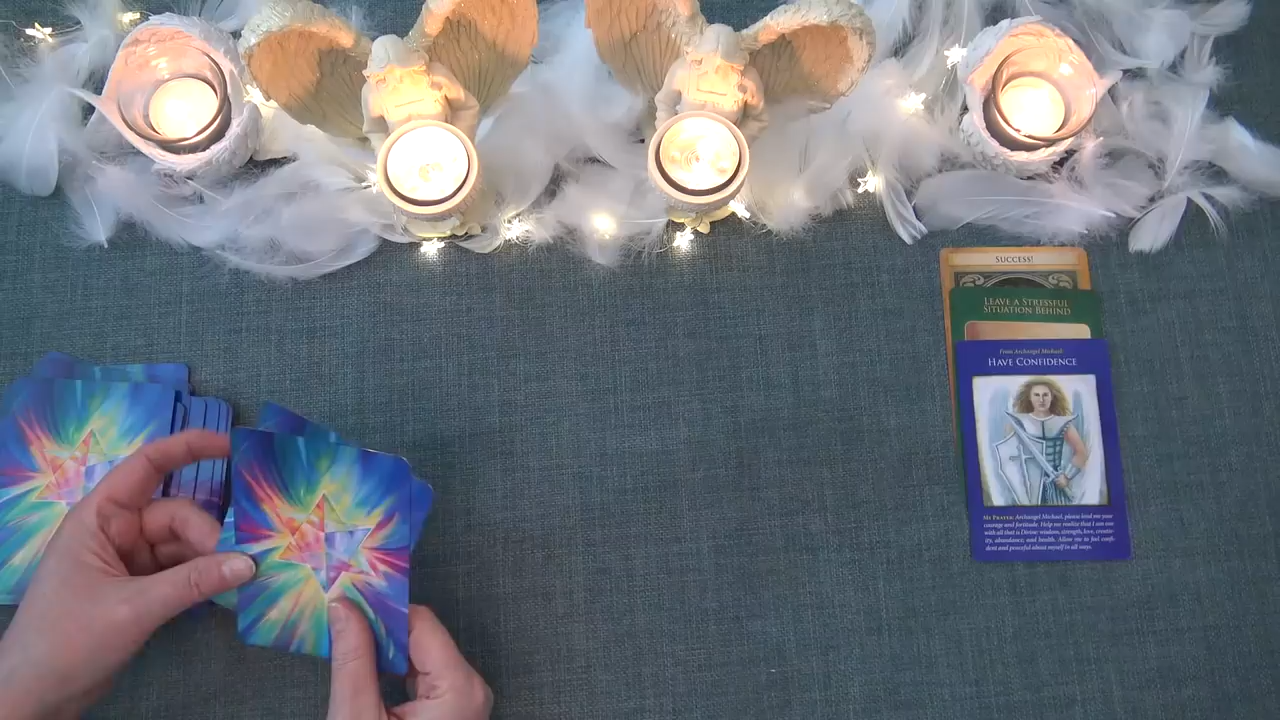 SUCCESS!
LEAVE A STRESSFUL
SITUATION BEHIND
From Archangel Michael:
HAVE CONFIDENCE
MY PRAYER: Archangel Michael, please lend me your
courage and fortitude. Help me realize that I am one
with all that is Divine: wisdom, strength, love, creativ-
ity, abundance, and health. Allow me to feel confi-
dent and peaceful about myself in all ways.